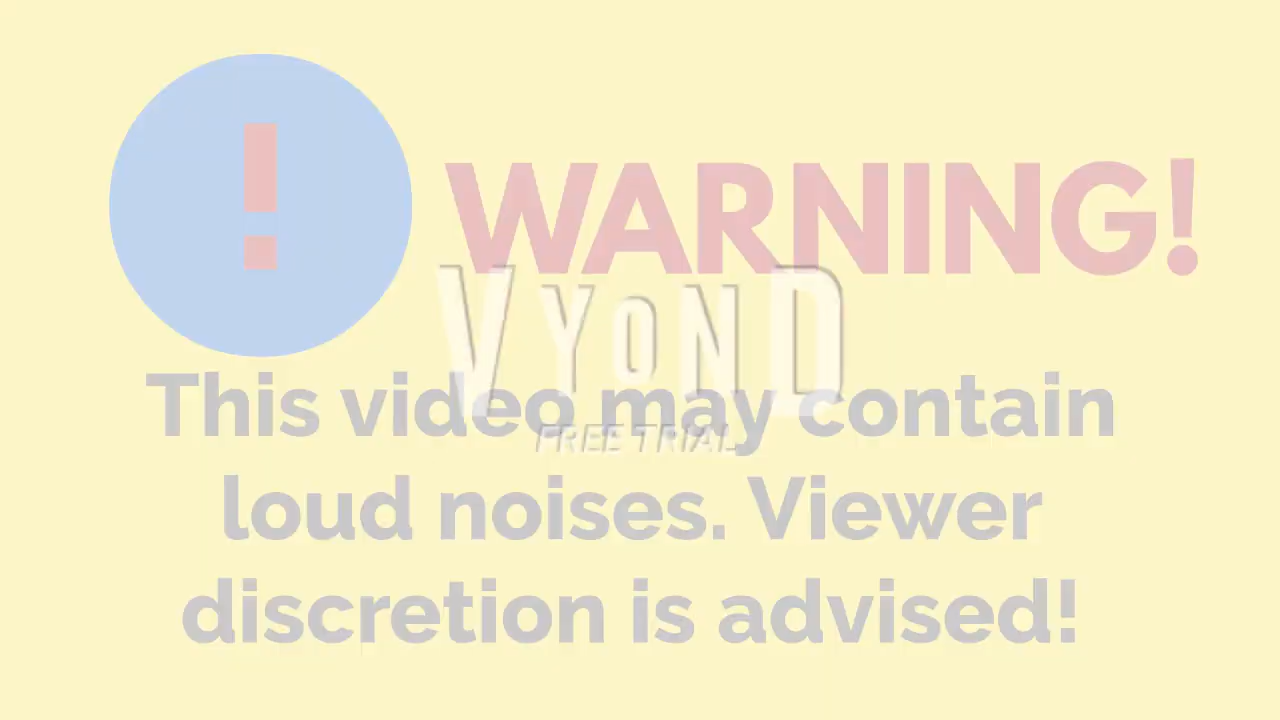 !
WARNING!
VYOND
FREE TRIAL
This video may contain
loud noises. Viewer
discretion is advised!